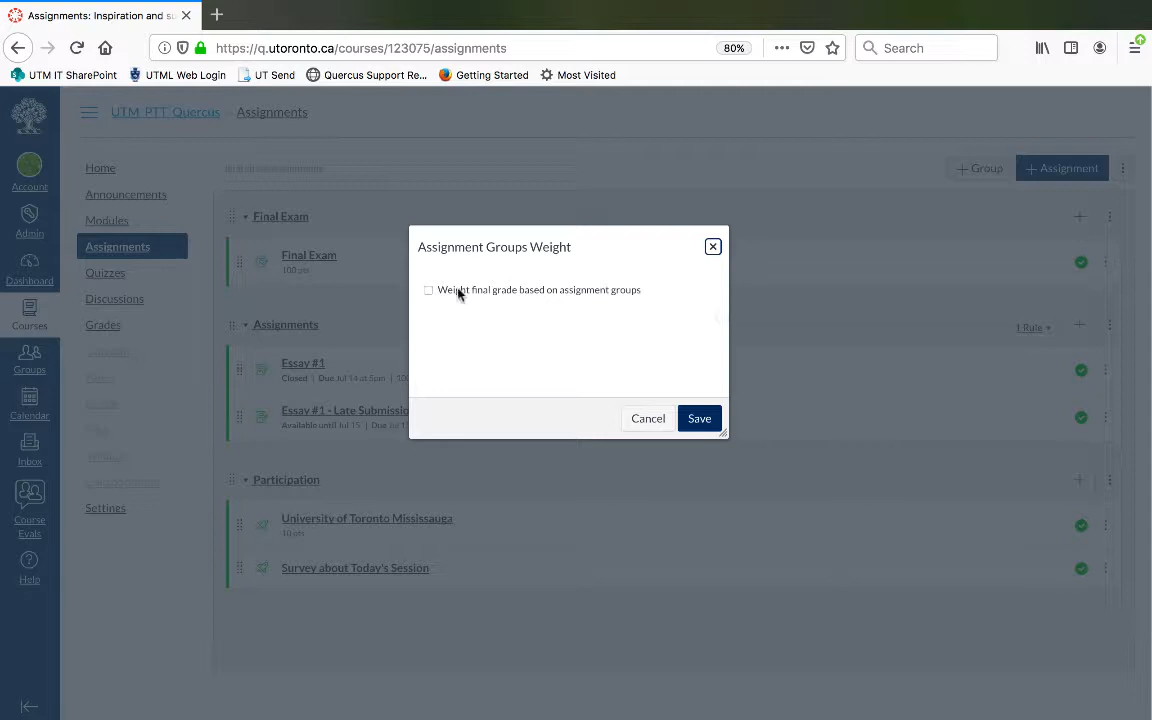 Assignments: Inspiration and su
https://q.utoronto.ca/courses/123075/assignments
80%
Search
UTM IT SharePoint
UTML Web Login
UT Send
Quercus Support Re...
Getting Started
Most Visited
UTM_PTT_Quercus
Assignments
Account
Admin
Dashboard
Courses
Groups
Calendar
Inbox
Course
Evals
Help
Home
Announcements
Modules
Assignments
Quizzes
Discussions
Grades
Settings
+ Group
+ Assignment
Final Exam
Final Exam
100 pts
Assignments
1 Rule
Essay #1
Closed | Due Jul 14 at 5pm |
Essay #1 - Late Submissio
Available until Jul 15 | Due
Participation
University of Toronto Mississauga
10 pts
Survey about Today's Session
Assignment Groups Weight
Weight final grade based on assignment groups
Cancel
Save